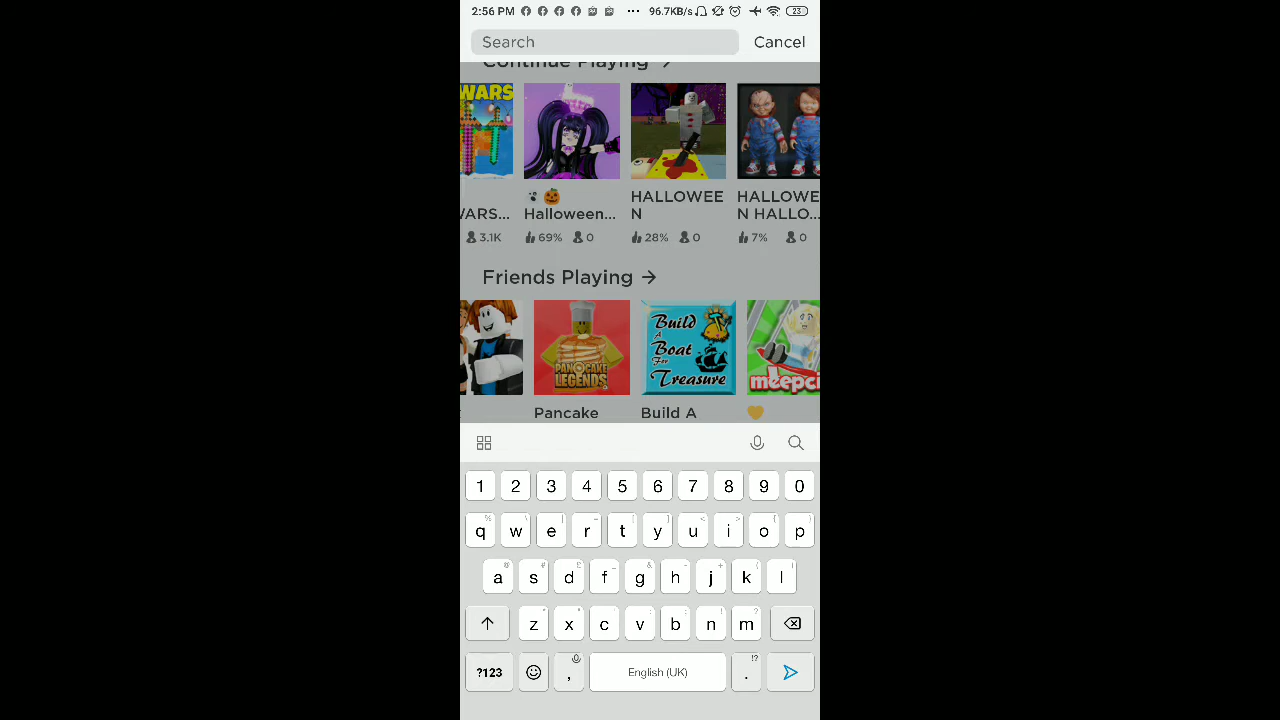 2:56 PM ... 96.7KB/s 23
Search Cancel
Continue Playing
WARS
WARS... Halloween... HALLOWEE
N HALLOWEE
N HALLO...
3.1K 69% 0 28% 0 7% 0
Friends Playing →
PANCAKE
LEGENDS
Build
A
Boat
For
Treasure
Pancake Build A
1 2 3 4 5 6 7 8 9 0
q w e r t y u i o p
a s d f g h j k l
z x c v b n m
?123 , English (UK) . !?